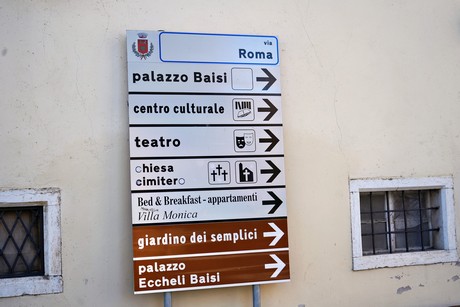 via
Roma
palazzo Baisi
centro culturale
teatro
chiesa
cimitero
Bed & Breakfast - appartamenti
Villa Monica
giardino dei semplici
palazzo
Eccheli Baisi